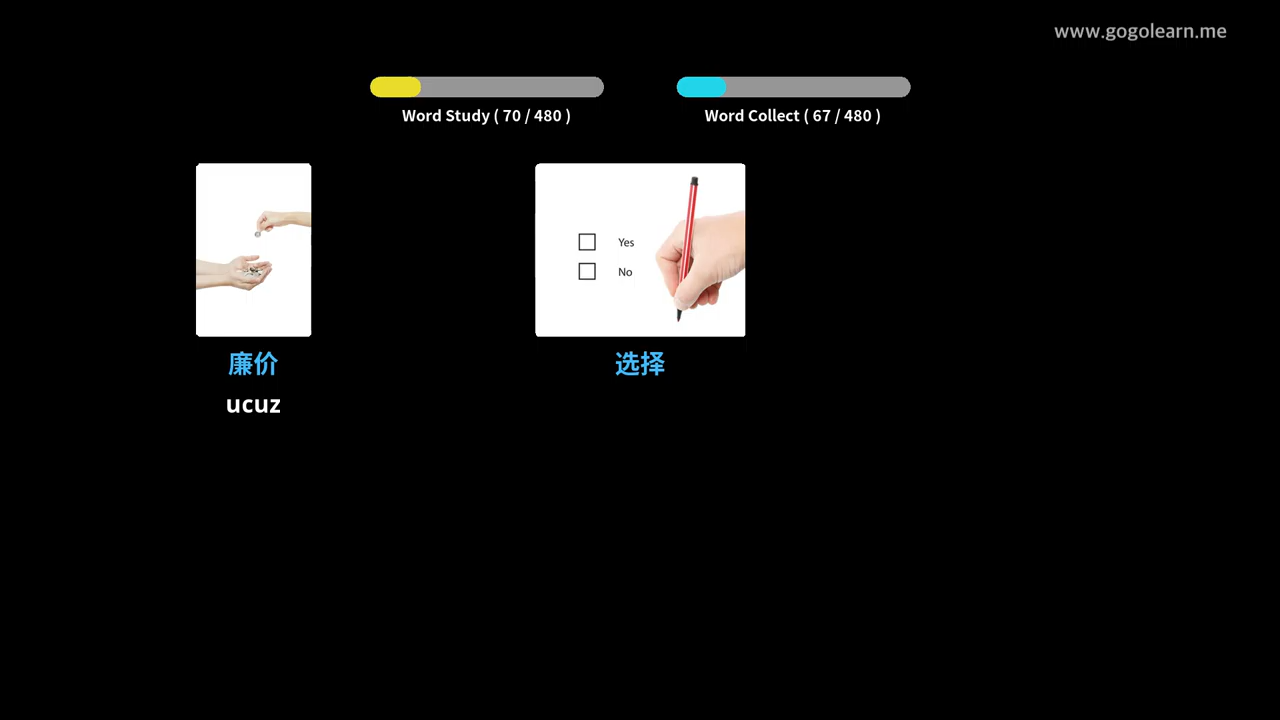 www.gogolearn.me
Word Study ( 70 / 480 )
Word Collect ( 67 / 480 )
Yes
No
廉价
选择
ucuz